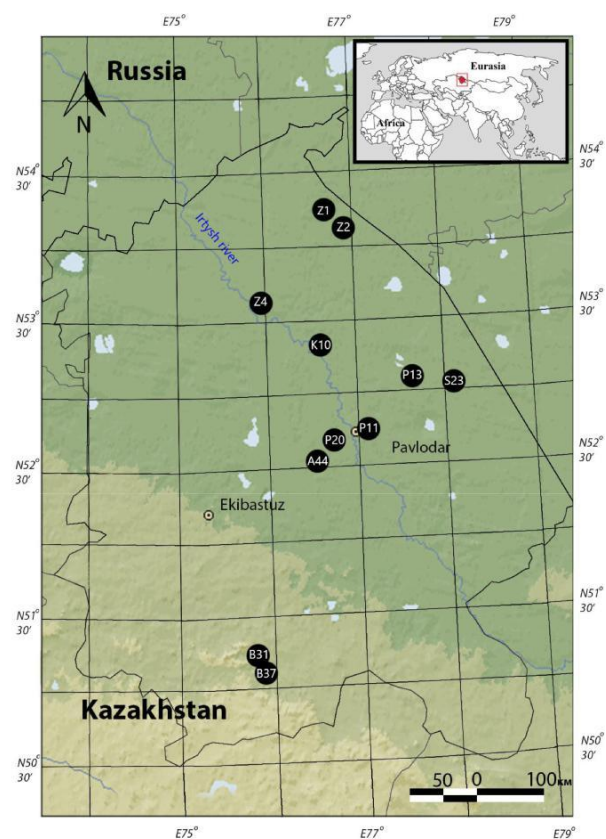 E75°
E77°
E79°
Russia
Eurasia
Africa
N
N54°
30′
N54°
30′
Z1
Z2
Irtysh river
Z4
N53°
30′
N53°
30′
K10
P13
S23
P11
P20
Pavlodar
A44
N52°
30′
N52°
30′
Ekibastuz
N51°
30′
N51°
30′
B31
B37
Kazakhstan
N50°
30′
N50°
30′
50 0 100км
E75°
E77°
E79°